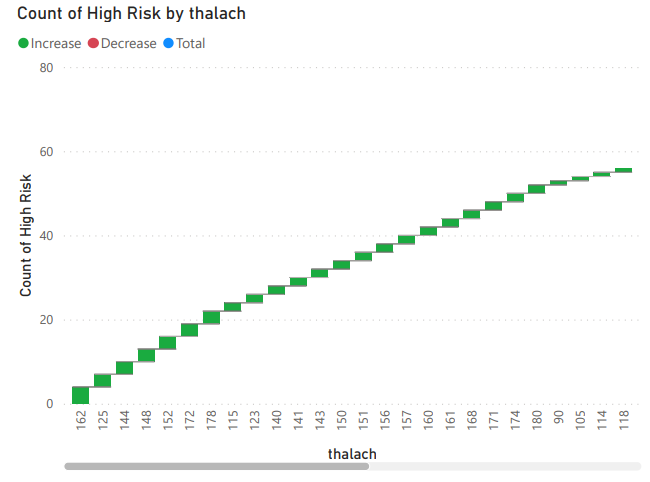 Count of High Risk by thalach
Increase Decrease Total
80
60
40
20
0
Count of High Risk
162 125 144 148 152 172 178 115 123 140 141 143 150 151 156 157 160 161 168 171 174 180 90 105 114 118
thalach